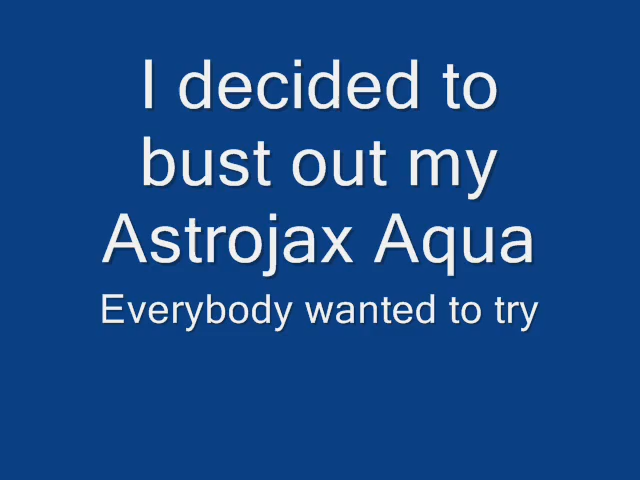 I decided to
bust out my
Astrojax Aqua
Everybody wanted to try